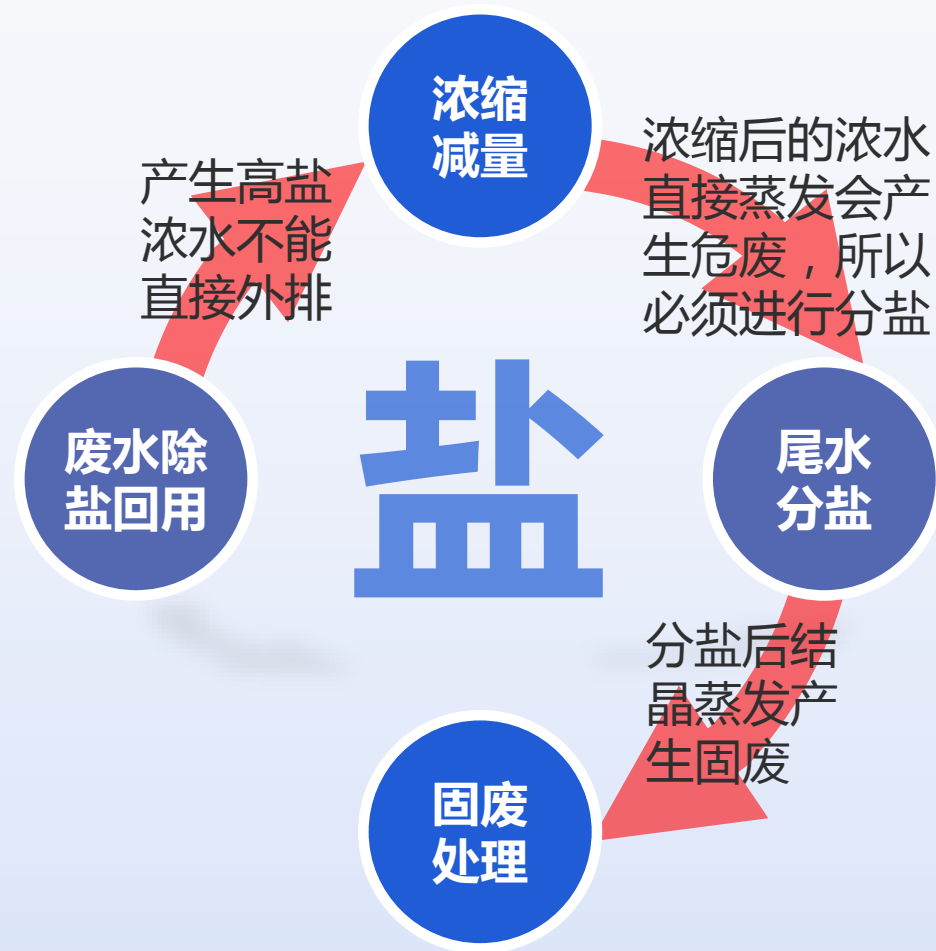 浓缩
减量
产生高盐
浓水不能
直接外排
浓缩后的浓水
直接蒸发会产
生危废，所以
必须进行分盐
废水除
盐回用
盐
尾水
分盐
分盐后结
晶蒸发产
生固废
固废
处理